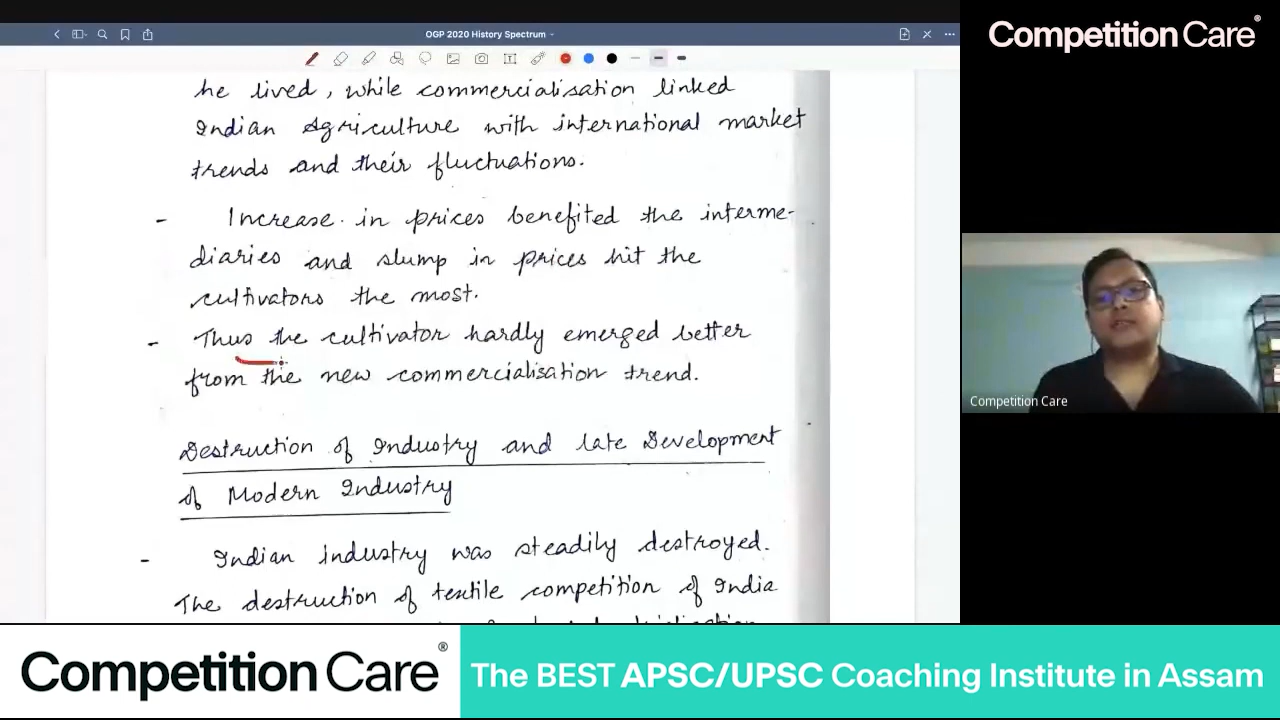 OGP 2020 History Spectrum
Competition Care®
he lived, while commercialisation linked
Indian Agriculture with international market
trends and their fluctuations.
- Increase in prices benefited the interme-
diaries and slump in prices hit the
cultivators the most.
- Thus the cultivator hardly emerged better
from the new commercialisation trend.
Destruction of Industry and late Development
of Modern Industry
- Indian industry was steadily destroyed.
The destruction of textile competition of India
Competition Care
Competition Care®
The BEST APSC/UPSC Coaching Institute in Assam